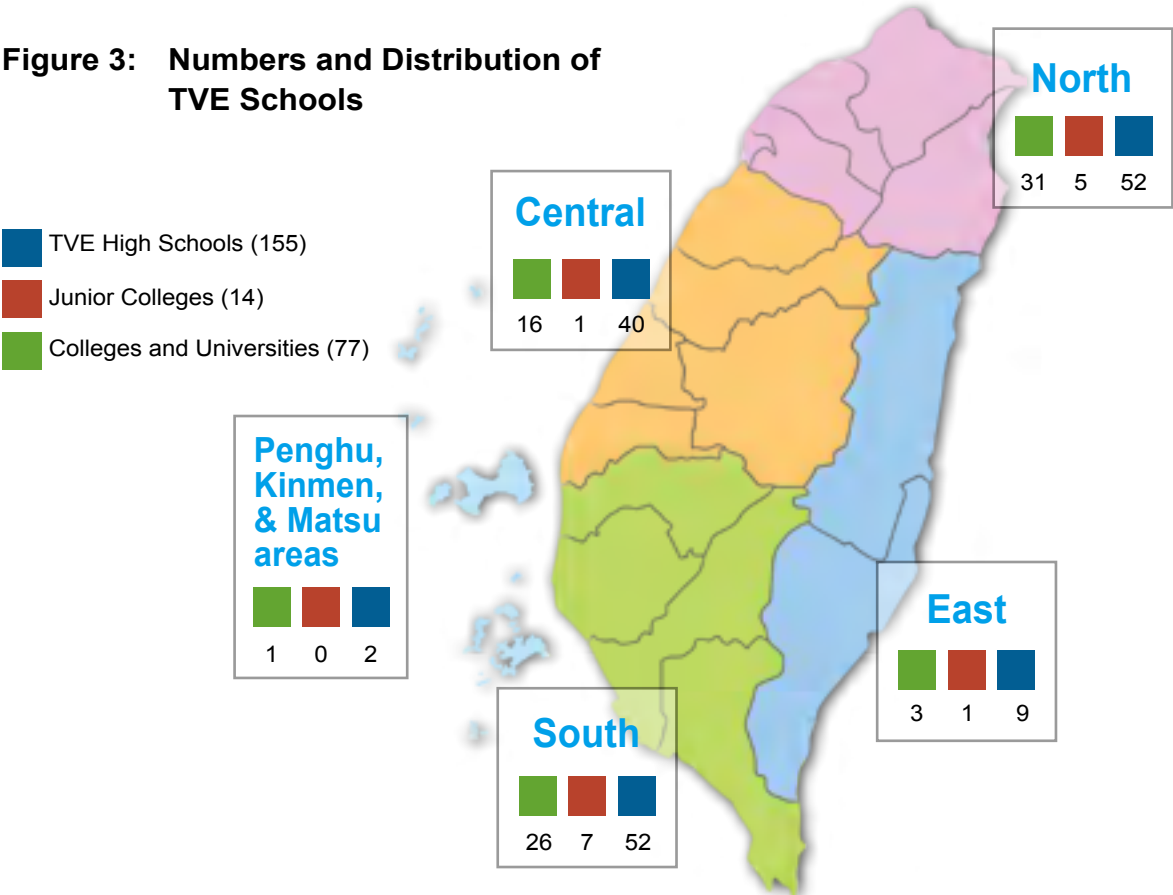 Figure 3: Numbers and Distribution of
TVE Schools
North
31 5 52
Central
16 1 40
TVE High Schools (155)
Junior Colleges (14)
Colleges and Universities (77)
Penghu,
Kinmen,
& Matsu
areas
1 0 2
East
3 1 9
South
26 7 52